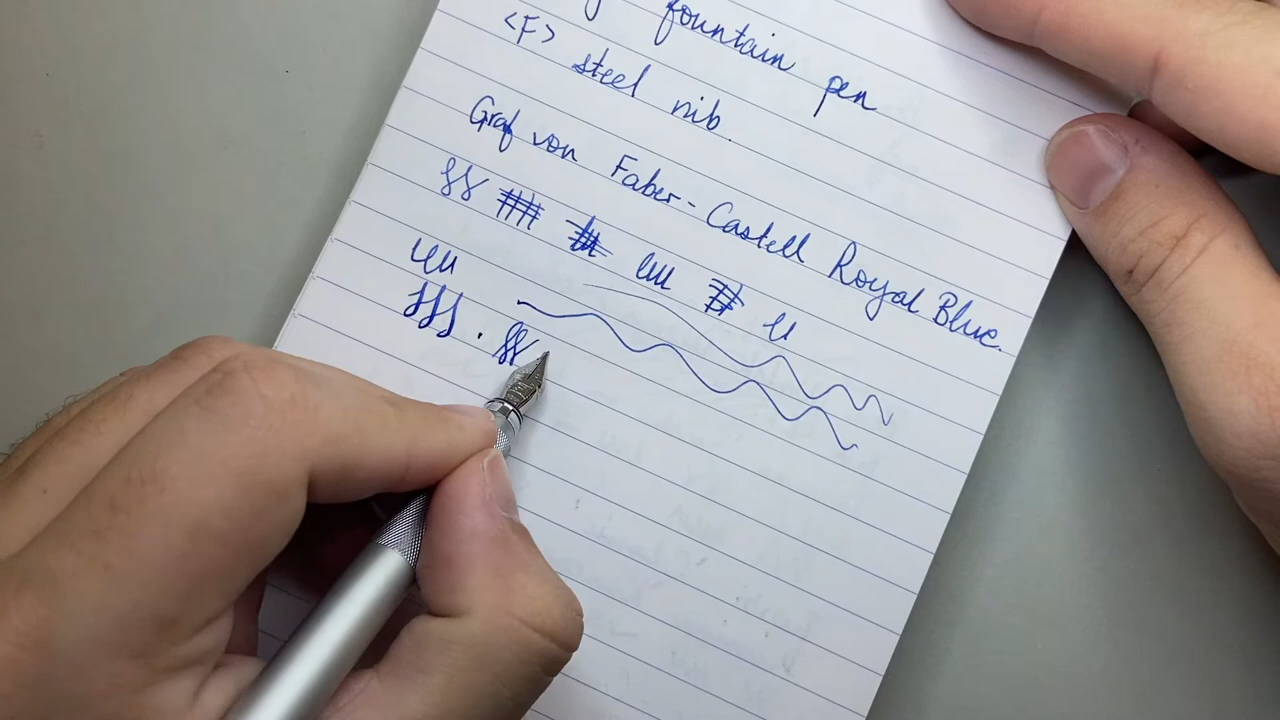 fountain pen
<F> steel nib.
Graf von Faber-Castell Royal Blue.